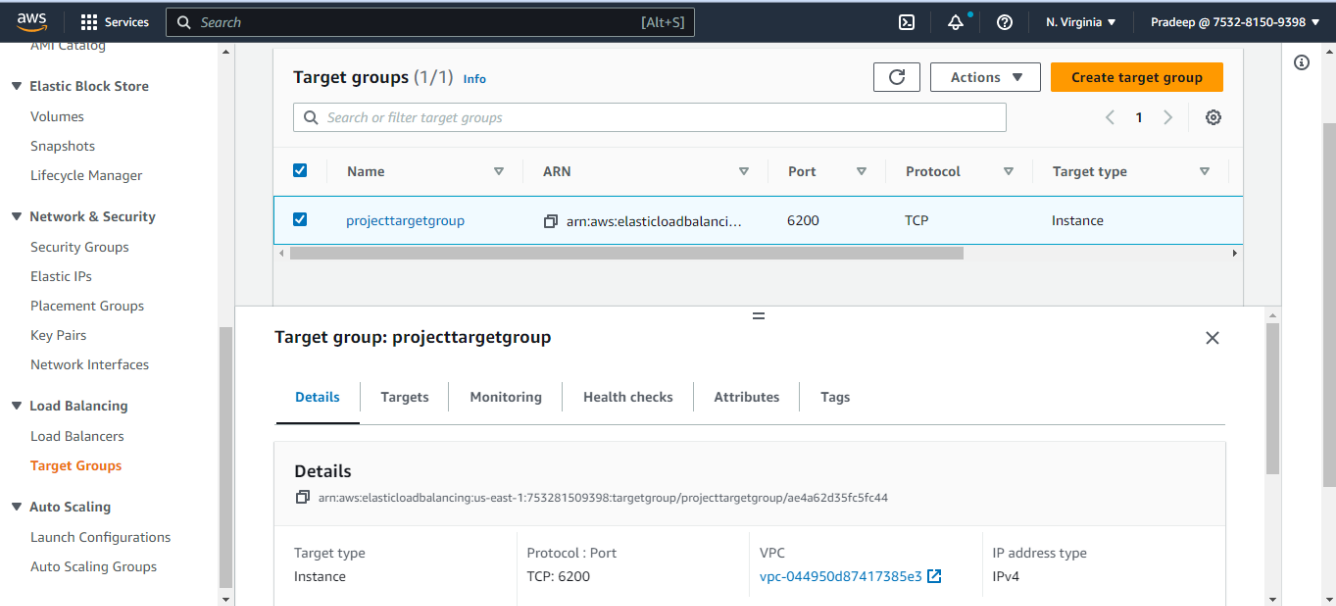 aws Services Search [Alt+S] N. Virginia Pradeep @ 7532-8150-9398
AMI Catalog
Elastic Block Store
Volumes
Snapshots
Lifecycle Manager
Network & Security
Security Groups
Elastic IPs
Placement Groups
Key Pairs
Network Interfaces
Load Balancing
Load Balancers
Target Groups
Auto Scaling
Launch Configurations
Auto Scaling Groups
Target groups (1/1) Info Actions Create target group
Search or filter target groups 1
Name ARN Port Protocol Target type
projecttargetgroup arn:aws:elasticloadbalanci... 6200 TCP Instance
Target group: projecttargetgroup
Details Targets Monitoring Health checks Attributes Tags
Details
arn:aws:elasticloadbalancing:us-east-1:753281509398:targetgroup/projecttargetgroup/ae4a62d35fc5fc44
Target type Protocol : Port VPC IP address type
Instance TCP: 6200 vpc-044950d87417385e3 IPv4